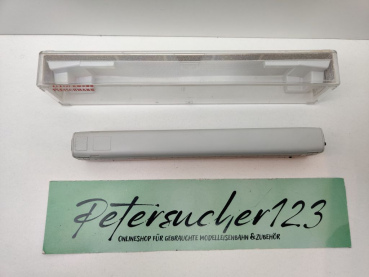 Petersucher123
ONLINESHOP FÜR GEBRAUCHTE MODELLEISENBAHN & ZUBEHÖR